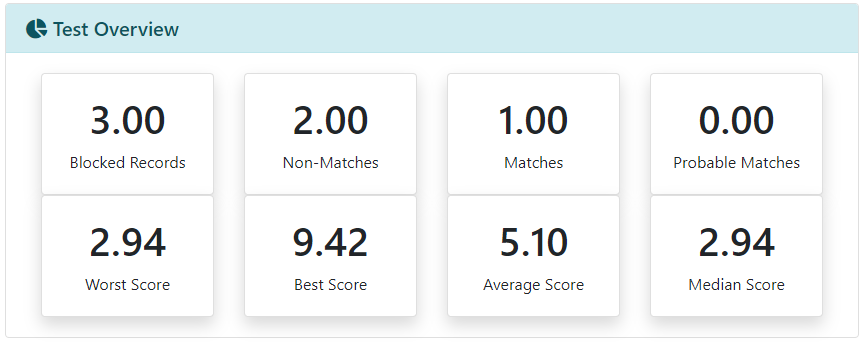 Test Overview
3.00 2.00 1.00 0.00
Blocked Records Non-Matches Matches Probable Matches
2.94 9.42 5.10 2.94
Worst Score Best Score Average Score Median Score